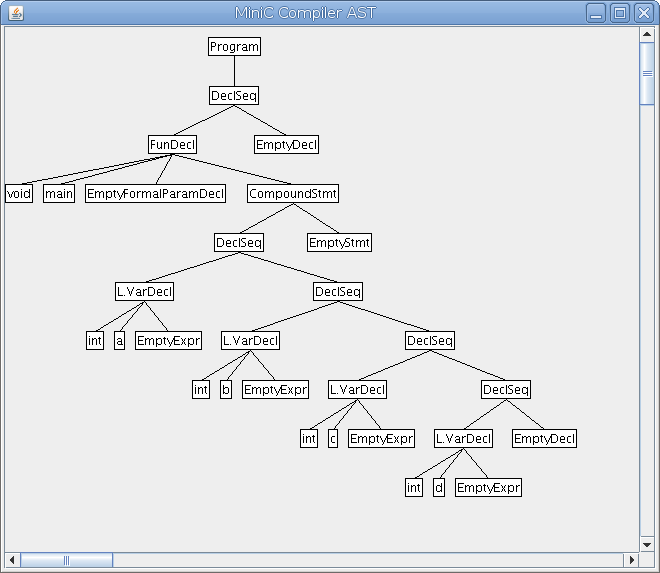 MiniC Compiler AST
Program
DeclSeq
FunDecl EmptyDecl
void main EmptyFormalParamDecl CompoundStmt
DeclSeq EmptyStmt
L.VarDecl DeclSeq
int a EmptyExpr L.VarDecl DeclSeq
int b EmptyExpr L.VarDecl DeclSeq
int c EmptyExpr L.VarDecl EmptyDecl
int d EmptyExpr